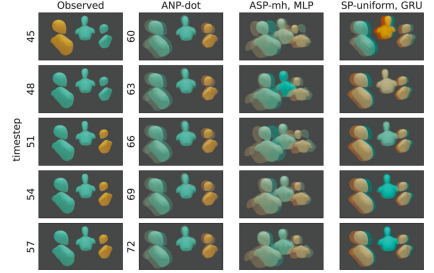 Observed ANP-dot ASP-mh, MLP SP-uniform, GRU
45 60
48 63
timestep 51 66
54 69
57 72